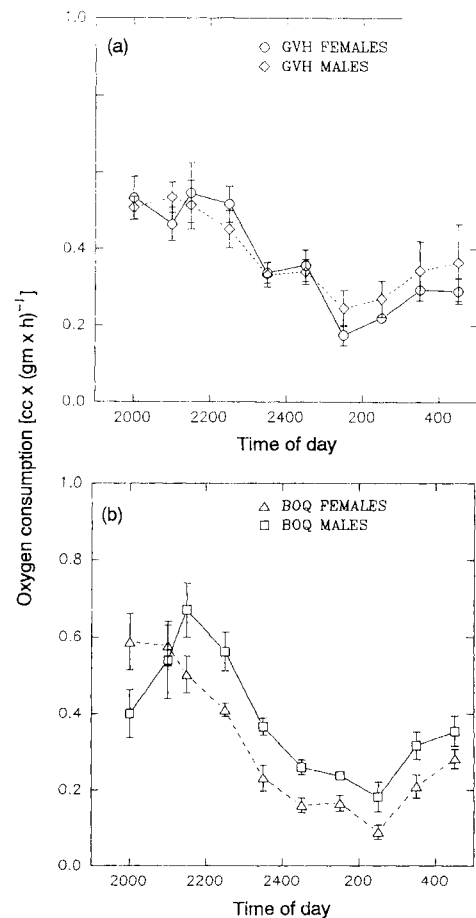 1.0
(a)
GVH FEMALES
GVH MALES
0.4
0.2
0.0
2000 2200 2400 200 400
Time of day
Oxygen consumption [cc x (gm x h)⁻¹]
1.0
(b)
BOQ FEMALES
BOQ MALES
0.8
0.6
0.4
0.2
0.0
2000 2200 2400 200 400
Time of day